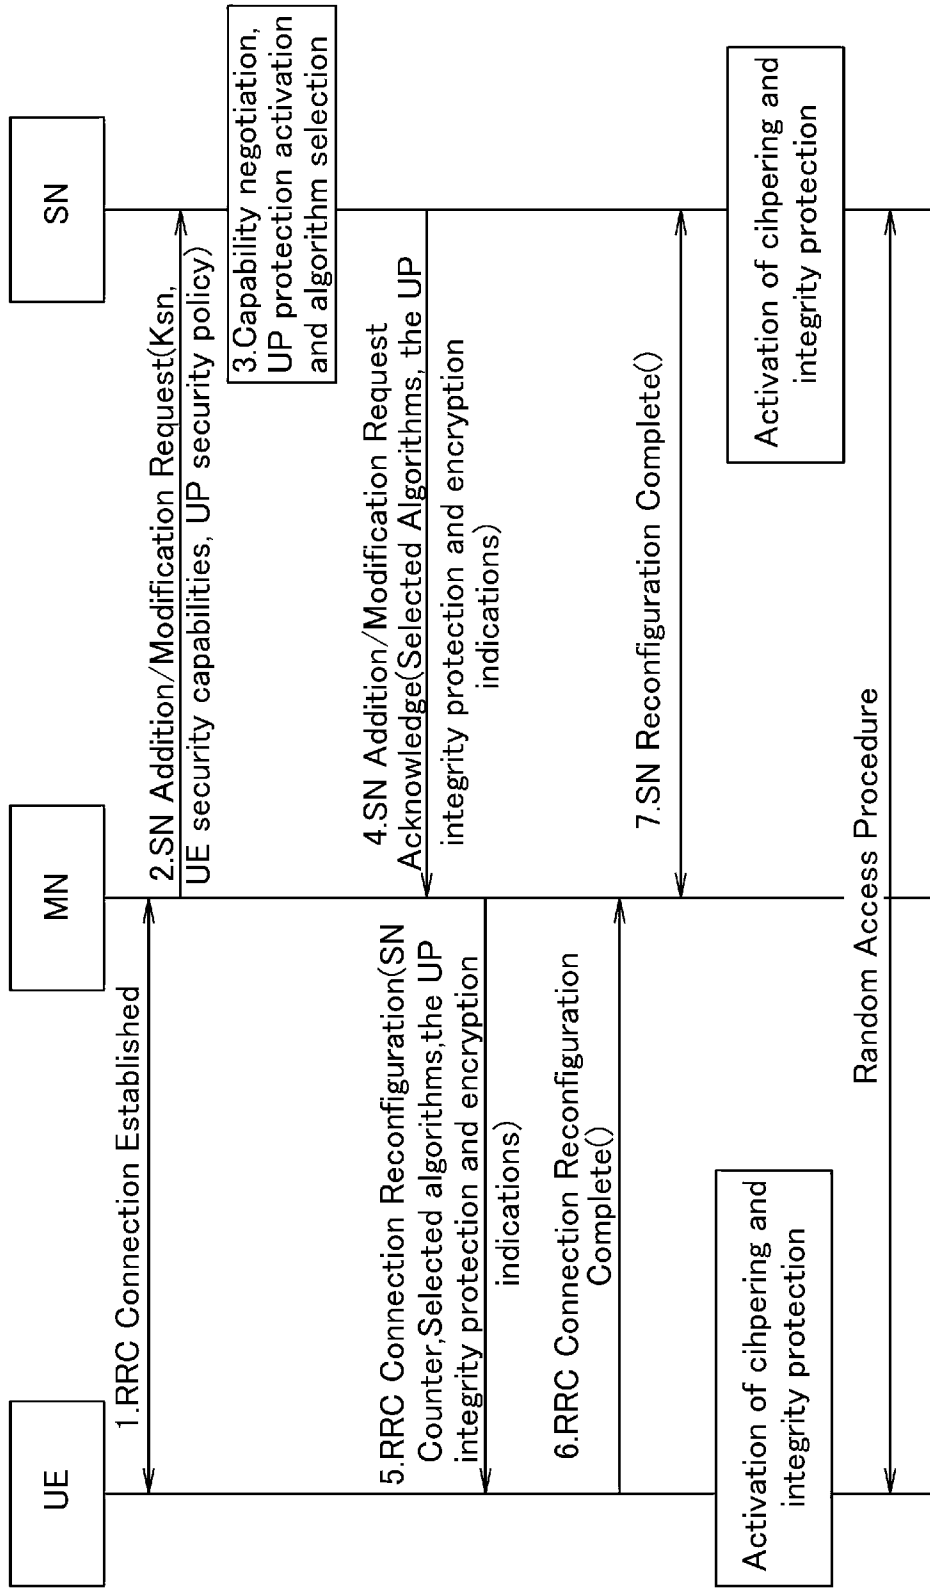 UE
MN
SN
1.RRC Connection Established
2.SN Addition/Modification Request(Ksn,
UE security capabilities, UP security policy)
3.Capability negotiation,
UP protection activation
and algorithm selection
4.SN Addition/Modification Request
Acknowledge(Selected Algorithms, the UP
integrity protection and encryption
indications)
5.RRC Connection Reconfiguration(SN
Counter,Selected algorithms,the UP
integrity protection and encryption
indications)
6.RRC Connection Reconfiguration
Complete()
7.SN Reconfiguration Complete()
Activation of cihpering and
integrity protection
Activation of cihpering and
integrity protection
Random Access Procedure